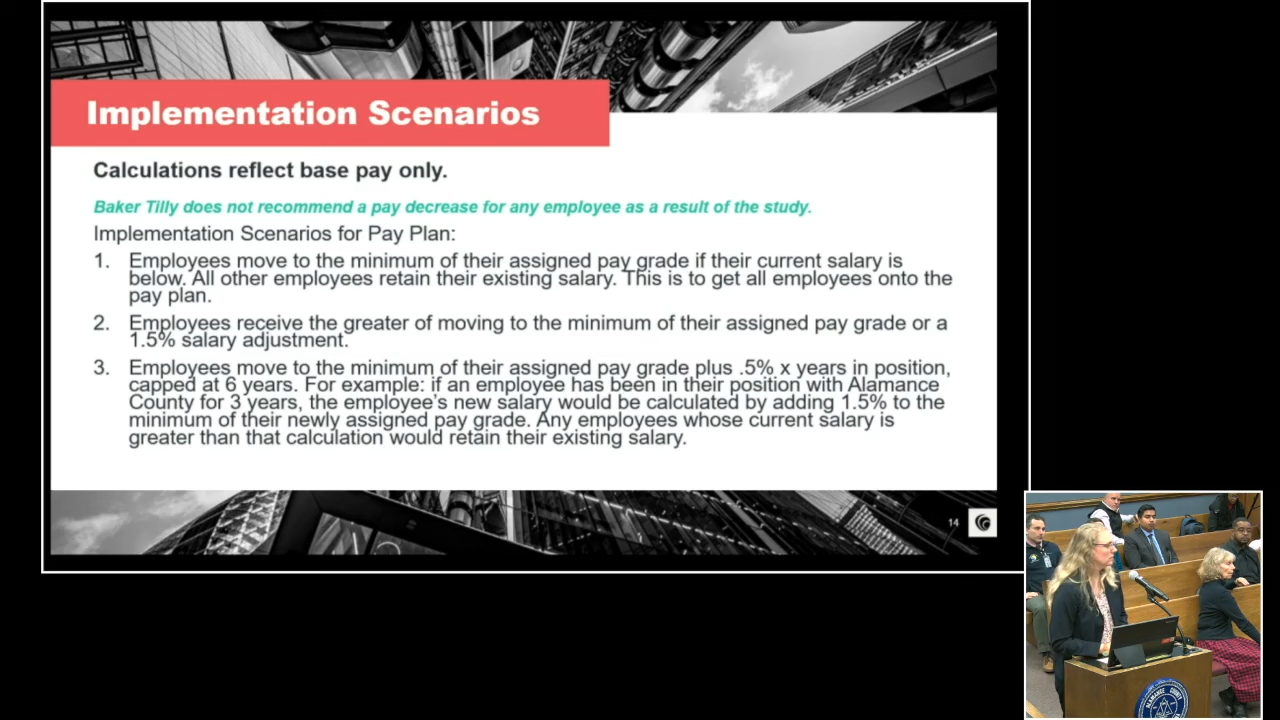 Implementation Scenarios
Calculations reflect base pay only.
Baker Tilly does not recommend a pay decrease for any employee as a result of the study.
Implementation Scenarios for Pay Plan:
1. Employees move to the minimum of their assigned pay grade if their current salary is
below. All other employees retain their existing salary. This is to get all employees onto the
pay plan.
2. Employees receive the greater of moving to the minimum of their assigned pay grade or a
1.5% salary adjustment.
3. Employees move to the minimum of their assigned pay grade plus .5% x years in position,
capped at 6 years. For example: if an employee has been in their position with Alamance
County for 3 years, the employee's new salary would be calculated by adding 1.5% to the
minimum of their newly assigned pay grade. Any employees whose current salary is
greater than that calculation would retain their existing salary.
14